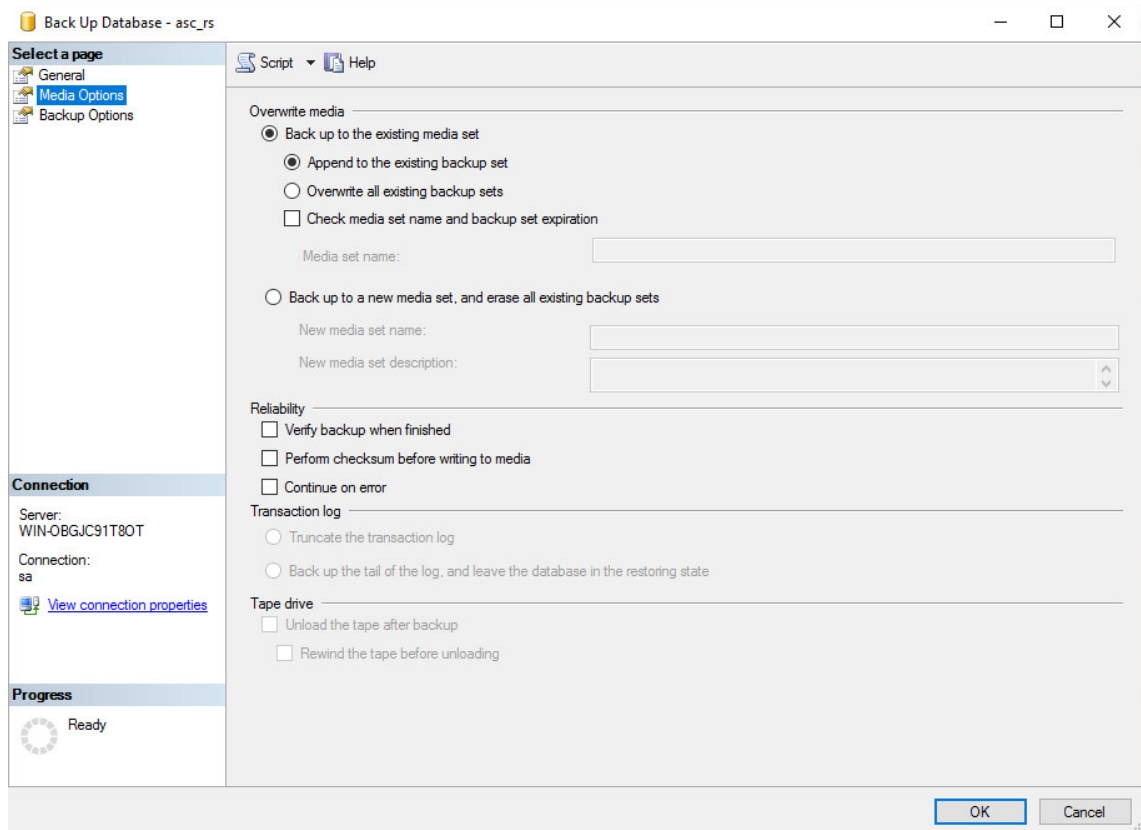 Back Up Database - asc_rs
Select a page
General
Media Options
Backup Options
Script
Help
Overwrite media
Back up to the existing media set
Append to the existing backup set
Overwrite all existing backup sets
Check media set name and backup set expiration
Media set name:
Back up to a new media set, and erase all existing backup sets
New media set name:
New media set description:
Reliability
Verify backup when finished
Perform checksum before writing to media
Continue on error
Transaction log
Truncate the transaction log
Back up the tail of the log, and leave the database in the restoring state
Tape drive
Unload the tape after backup
Rewind the tape before unloading
Connection
Server:
WIN-OBGJC91T8OT
Connection:
sa
View connection properties
Progress
Ready
OK
Cancel